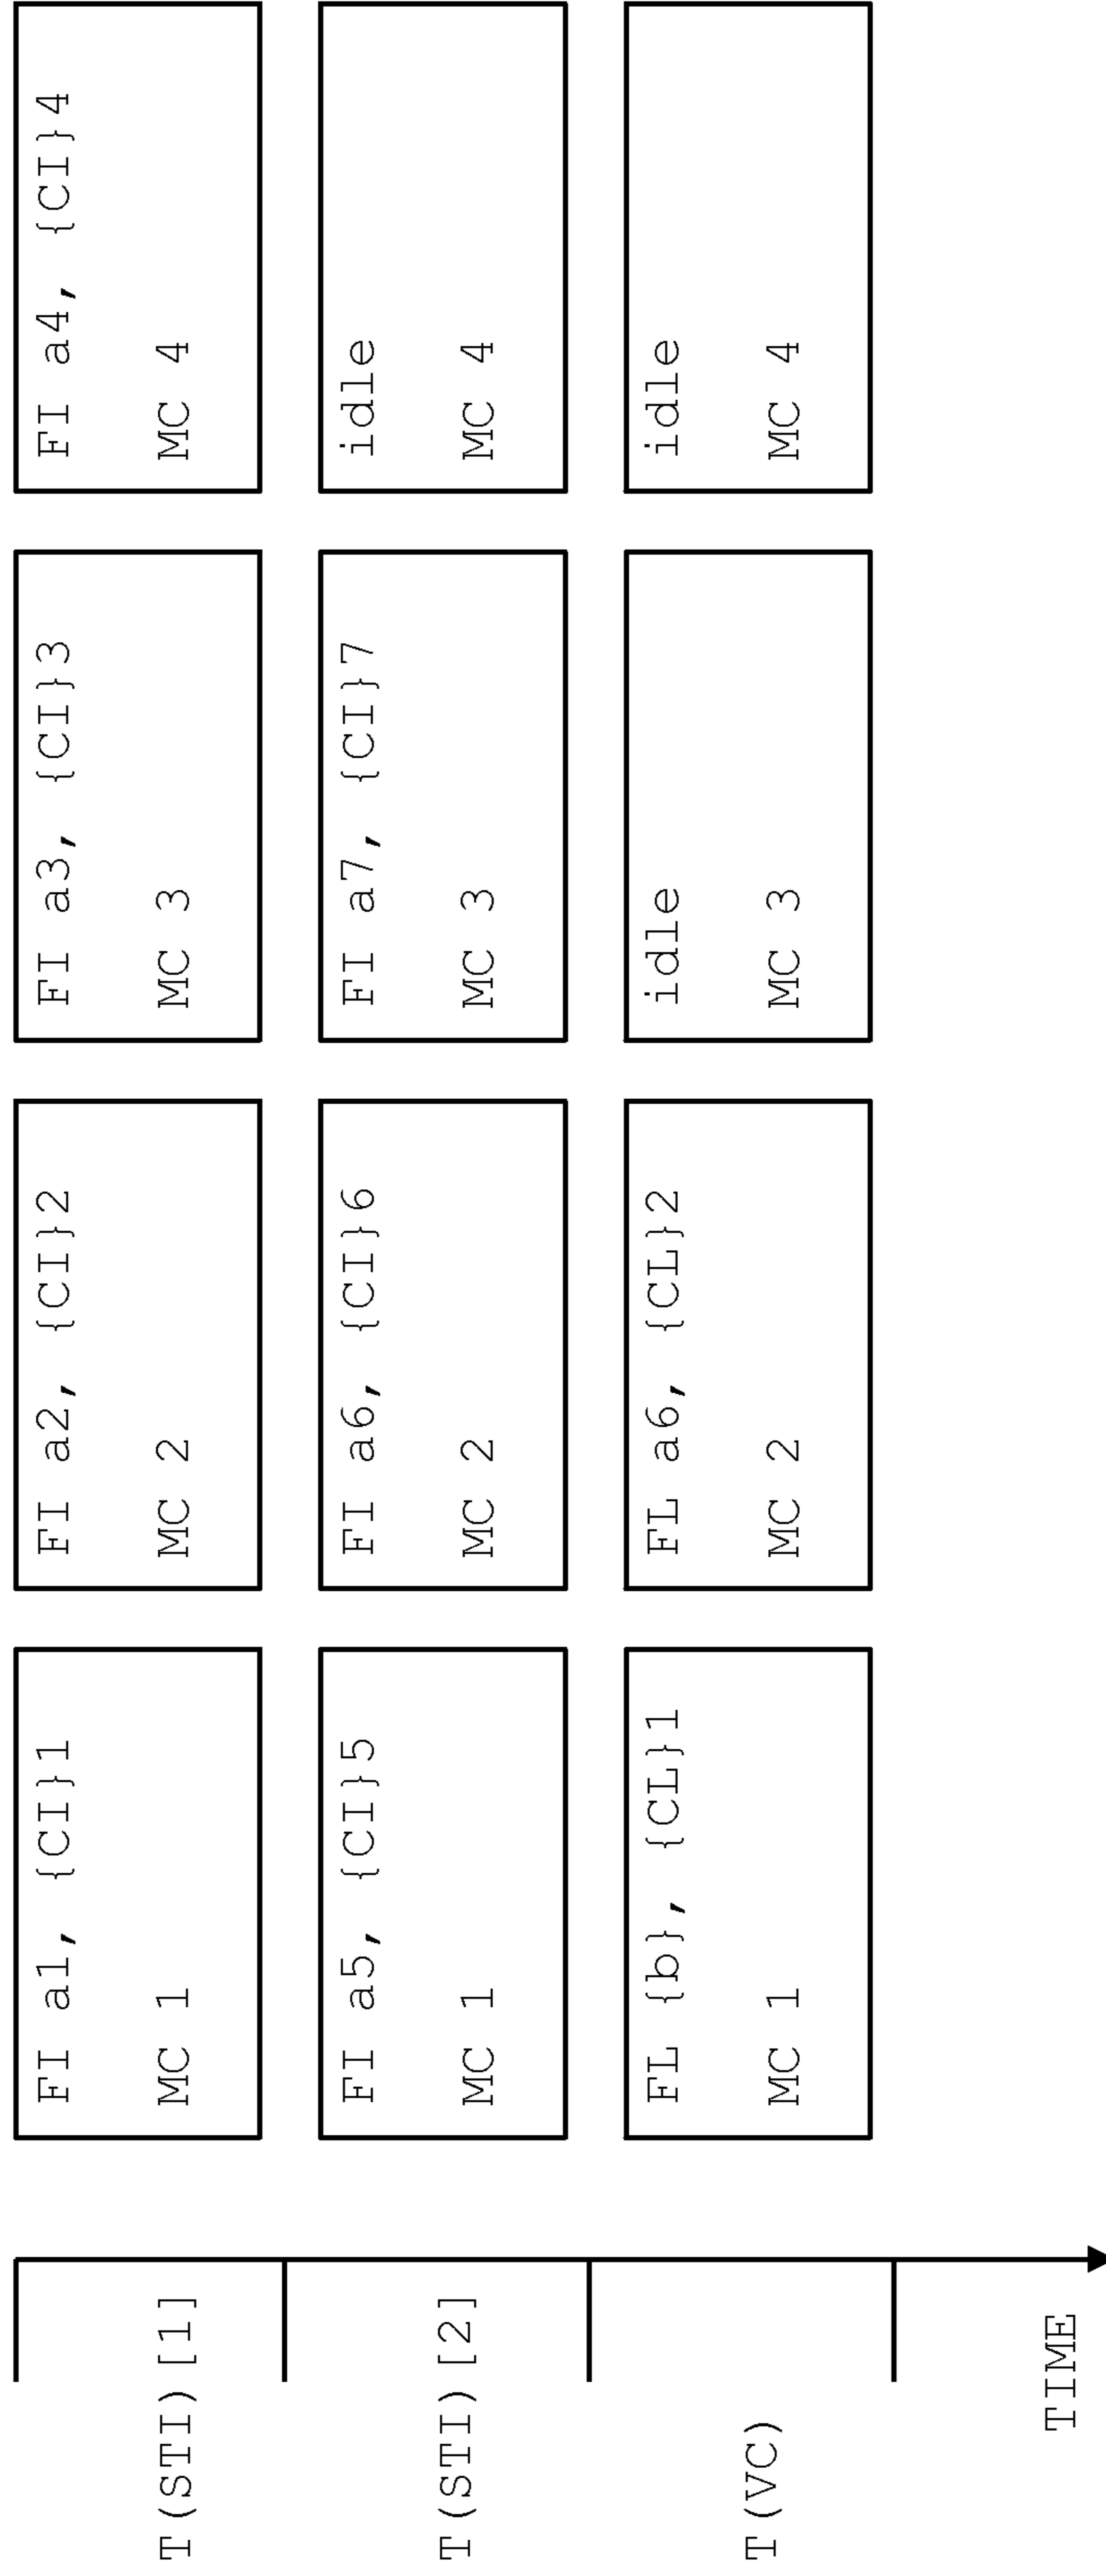 T(STI)[1]
FI a1, {CI}1
MC 1
FI a2, {CI}2
MC 2
FI a3, {CI}3
MC 3
FI a4, {CI}4
MC 4
T(STI)[2]
FI a5, {CI}5
MC 1
FI a6, {CI}6
MC 2
FI a7, {CI}7
MC 3
idle
MC 4
T(VC)
FL {b}, {CL}1
MC 1
FL a6, {CL}2
MC 2
idle
MC 3
idle
MC 4
TIME